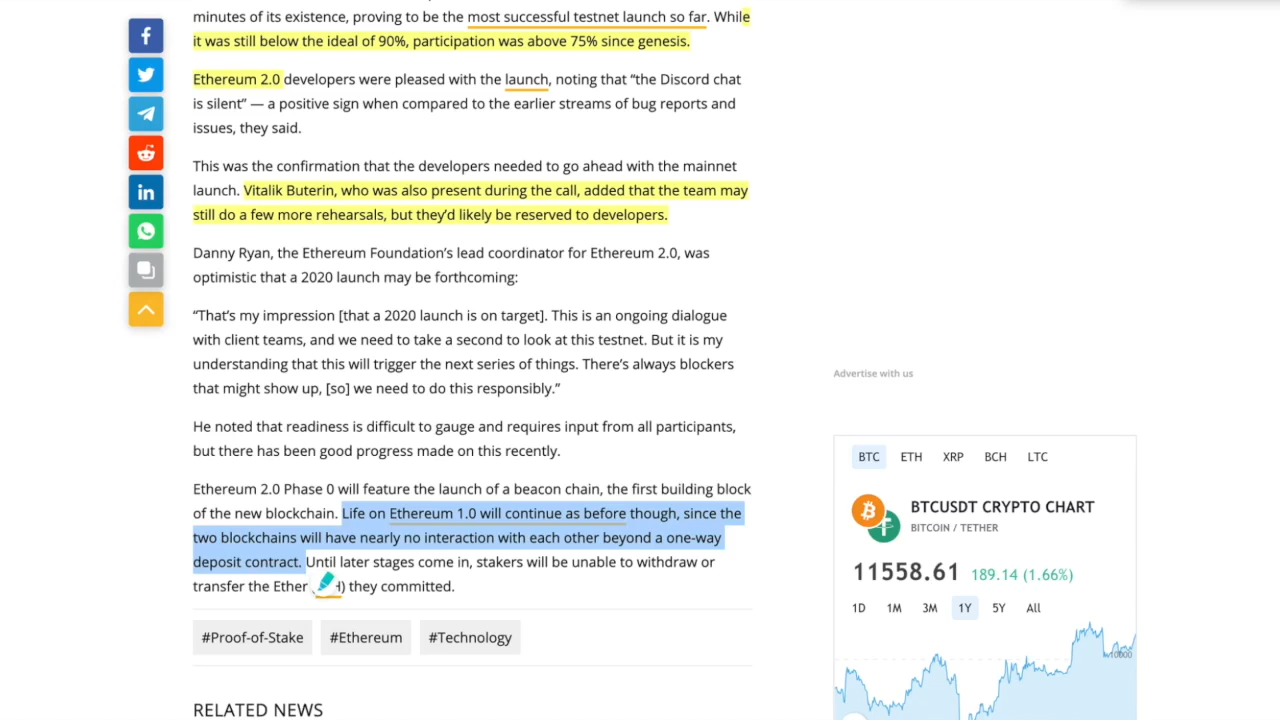 minutes of its existence, proving to be the most successful testnet launch so far. While
it was still below the ideal of 90%, participation was above 75% since genesis.
Ethereum 2.0 developers were pleased with the launch, noting that “the Discord chat
is silent” — a positive sign when compared to the earlier streams of bug reports and
issues, they said.
This was the confirmation that the developers needed to go ahead with the mainnet
launch. Vitalik Buterin, who was also present during the call, added that the team may
still do a few more rehearsals, but they’d likely be reserved to developers.
Danny Ryan, the Ethereum Foundation’s lead coordinator for Ethereum 2.0, was
optimistic that a 2020 launch may be forthcoming:
“That’s my impression [that a 2020 launch is on target]. This is an ongoing dialogue
with client teams, and we need to take a second to look at this testnet. But it is my
understanding that this will trigger the next series of things. There’s always blockers
that might show up, [so] we need to do this responsibly.”
He noted that readiness is difficult to gauge and requires input from all participants,
but there has been good progress made on this recently.
Ethereum 2.0 Phase 0 will feature the launch of a beacon chain, the first building block
of the new blockchain. Life on Ethereum 1.0 will continue as before though, since the
two blockchains will have nearly no interaction with each other beyond a one-way
deposit contract. Until later stages come in, stakers will be unable to withdraw or
transfer the Ether they committed.
#Proof-of-Stake #Ethereum #Technology
RELATED NEWS
Advertise with us
BTC ETH XRP BCH LTC
BTCUSDT CRYPTO CHART
BITCOIN / TETHER
11558.61 189.14 (1.66%)
1D 1M 3M 1Y 5Y All
10000